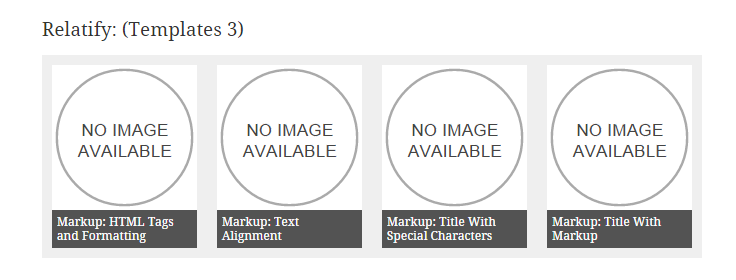 Relatify: (Templates 3)
NO IMAGE
AVAILABLE
Markup: HTML Tags
and Formatting
NO IMAGE
AVAILABLE
Markup: Text
Alignment
NO IMAGE
AVAILABLE
Markup: Title With
Special Characters
NO IMAGE
AVAILABLE
Markup: Title With
Markup